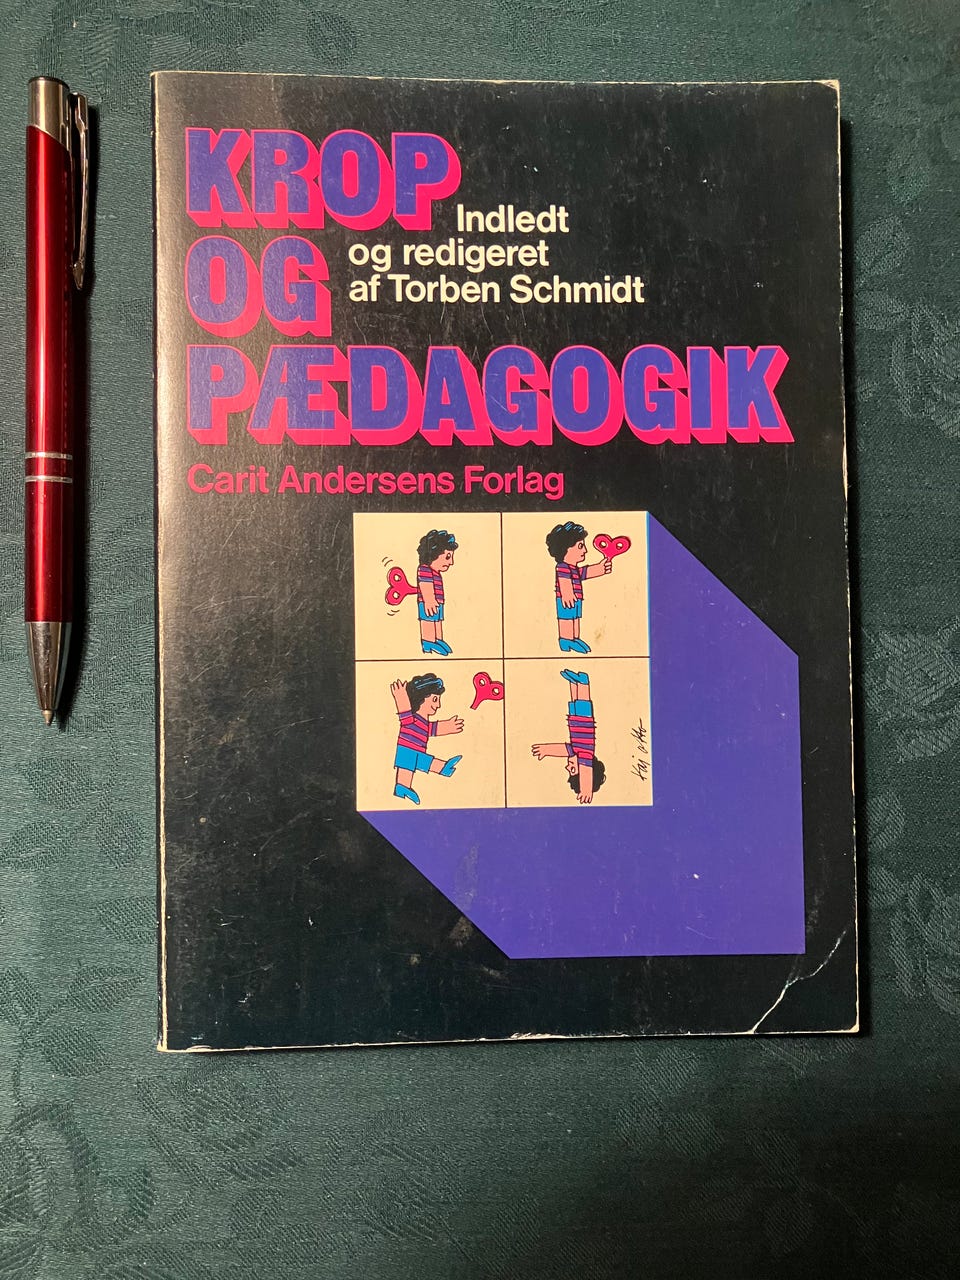 KROP
Indledt
og redigeret
af Torben Schmidt
OG
PÆDAGOGIK
Carit Andersens Forlag